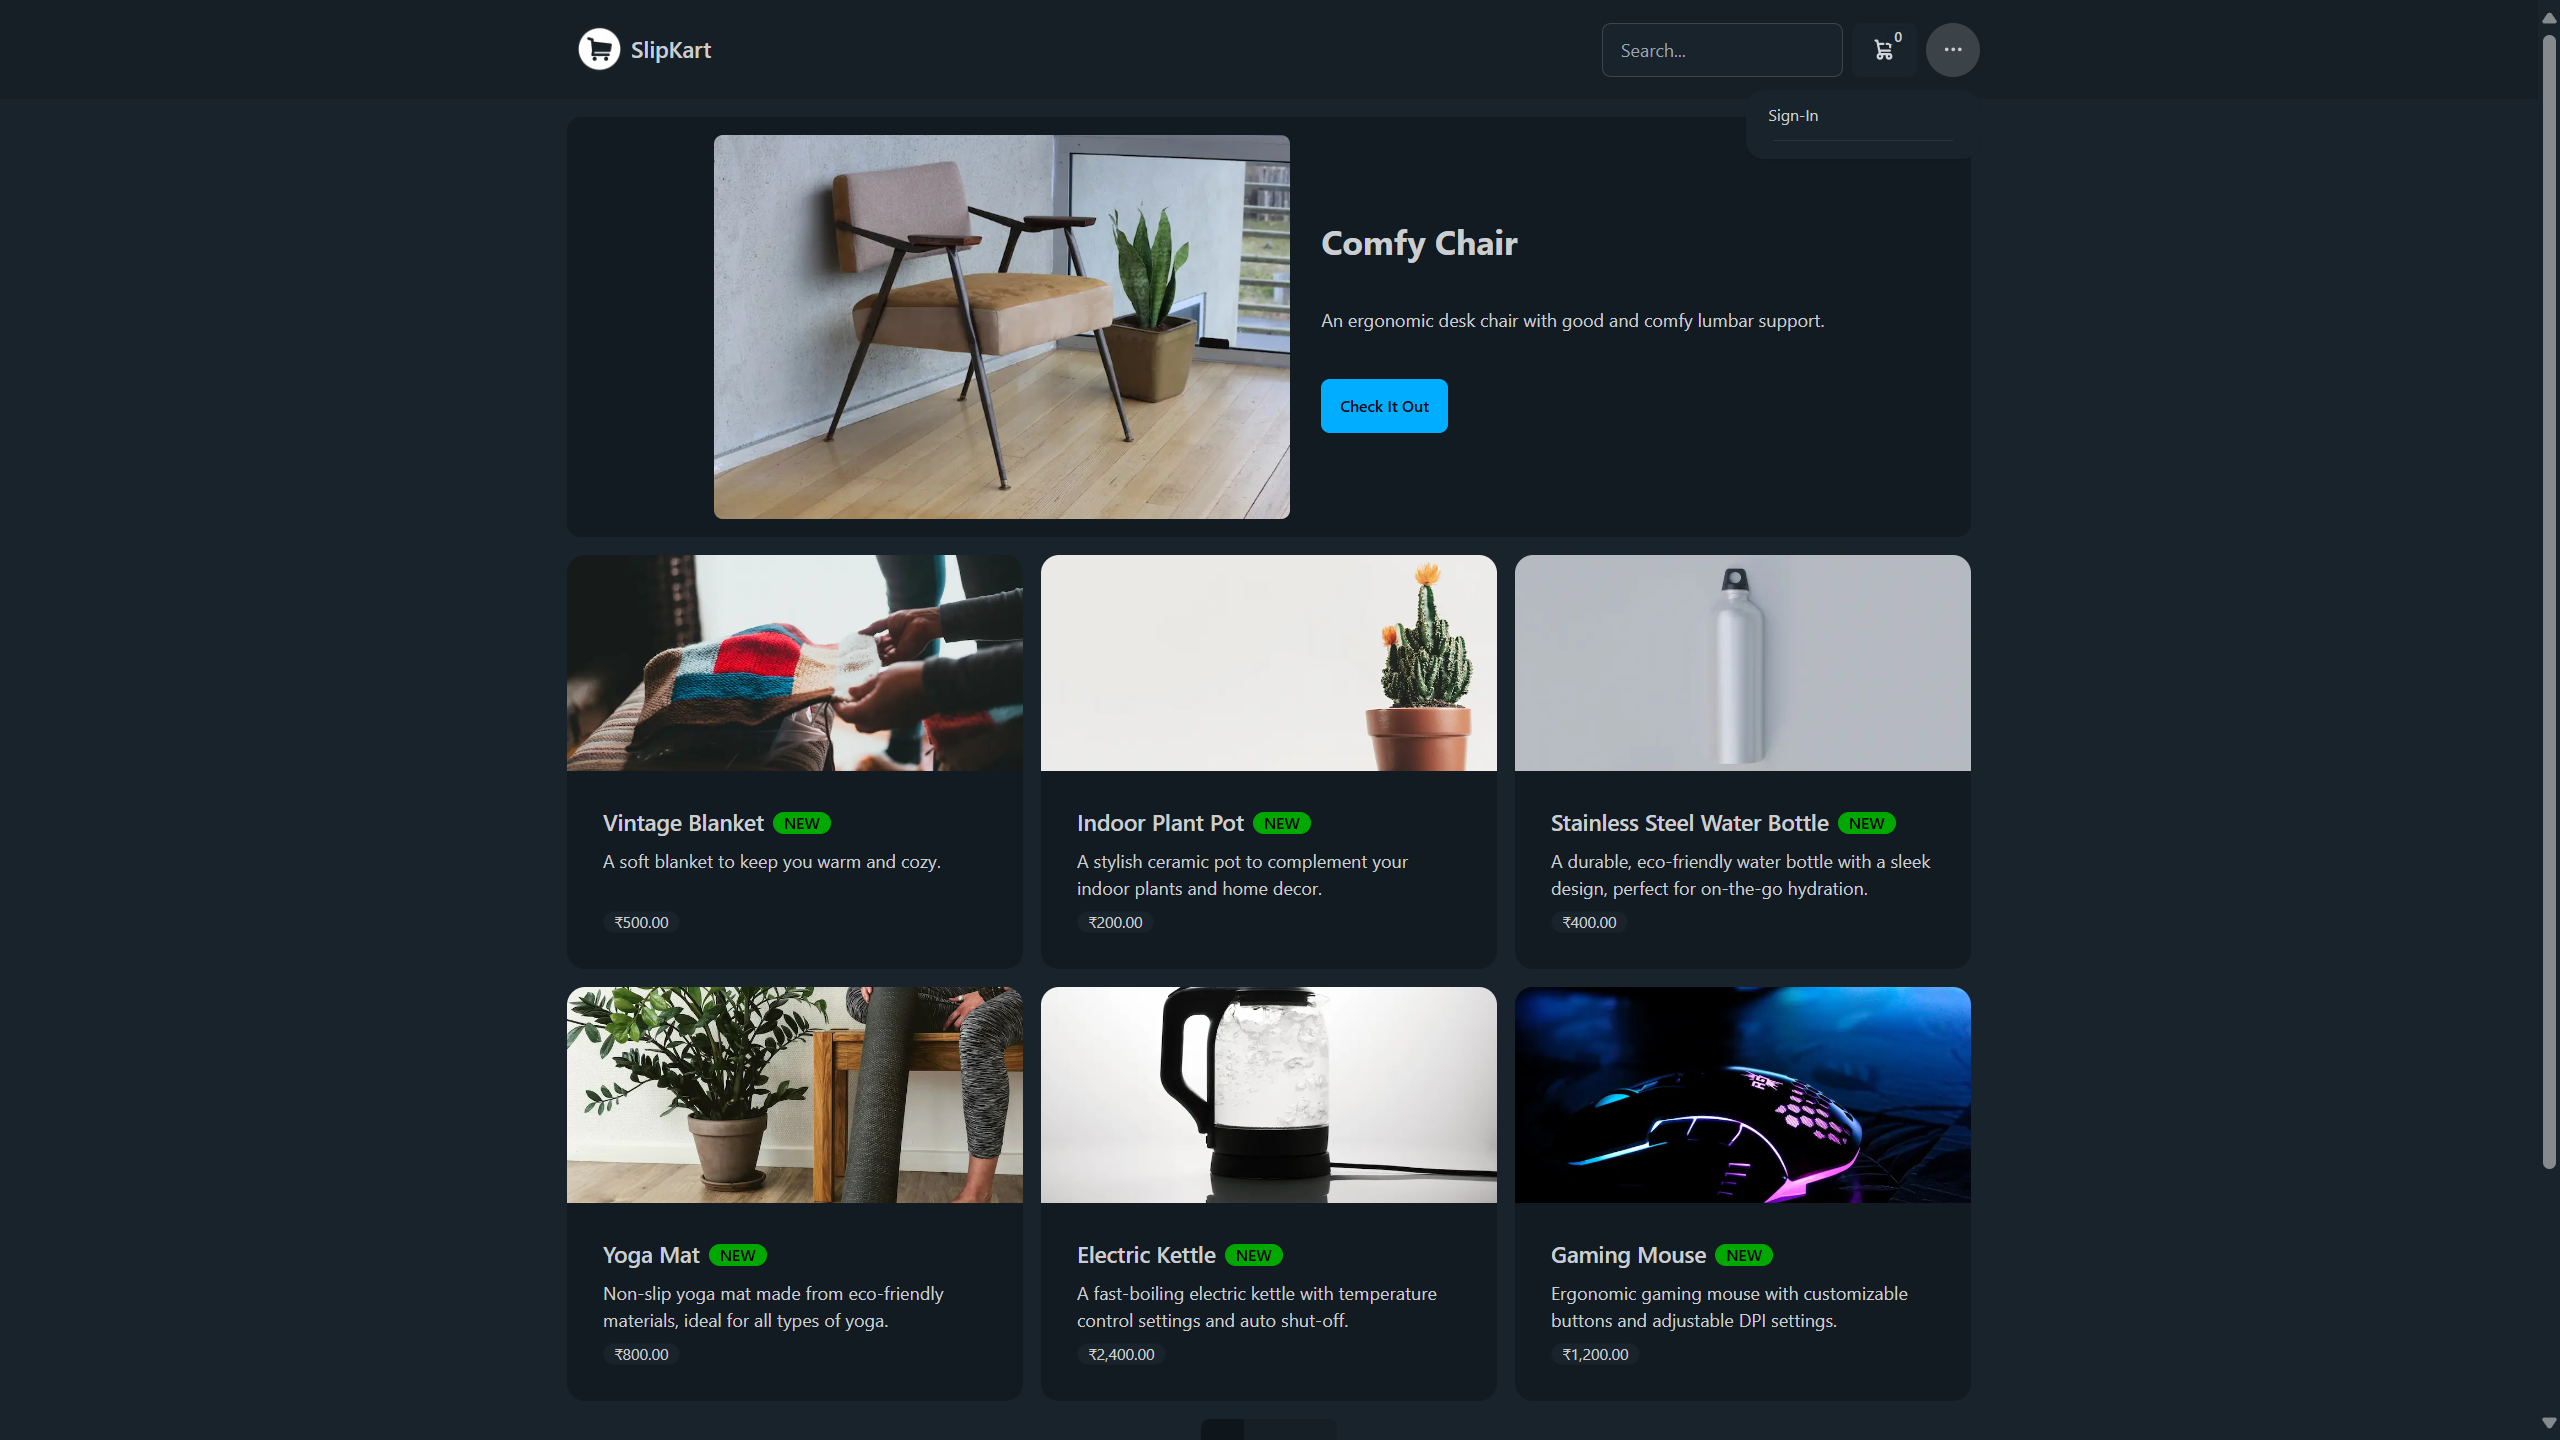 SlipKart
Search...
0
Sign-In
Comfy Chair
An ergonomic desk chair with good and comfy lumbar support.
Check It Out
Vintage Blanket NEW
A soft blanket to keep you warm and cozy.
₹500.00
Indoor Plant Pot NEW
A stylish ceramic pot to complement your
indoor plants and home decor.
₹200.00
Stainless Steel Water Bottle NEW
A durable, eco-friendly water bottle with a sleek
design, perfect for on-the-go hydration.
₹400.00
Yoga Mat NEW
Non-slip yoga mat made from eco-friendly
materials, ideal for all types of yoga.
₹800.00
Electric Kettle NEW
A fast-boiling electric kettle with temperature
control settings and auto shut-off.
₹2,400.00
Gaming Mouse NEW
Ergonomic gaming mouse with customizable
buttons and adjustable DPI settings.
₹1,200.00